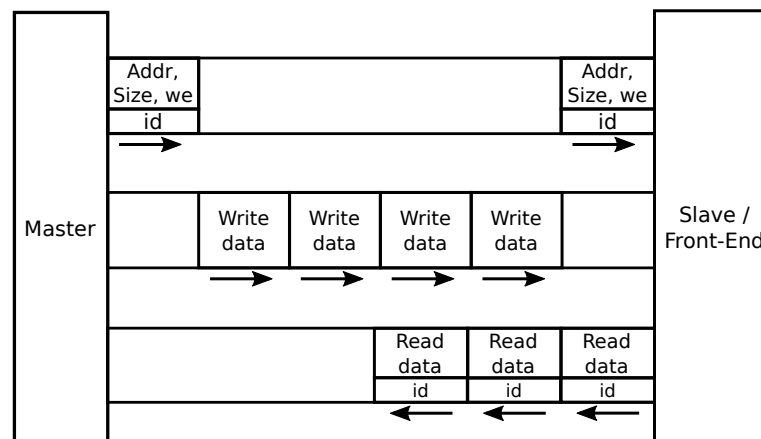 Addr,
Size, we
id
Addr,
Size, we
id
Master
Write
data
Write
data
Write
data
Write
data
Slave /
Front-End
Read
data
id
Read
data
id
Read
data
id